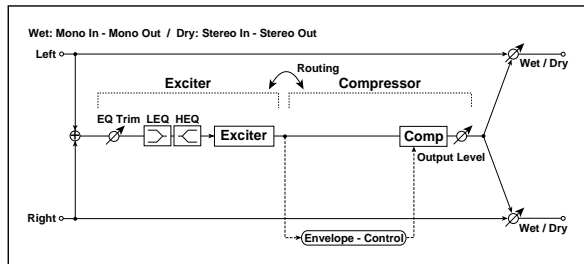 Wet: Mono In - Mono Out / Dry: Stereo In - Stereo Out
Left
Wet / Dry
Routing
Exciter
Compressor
EQ Trim
LEQ
HEQ
Exciter
Comp
Output Level
Right
Wet / Dry
Envelope - Control